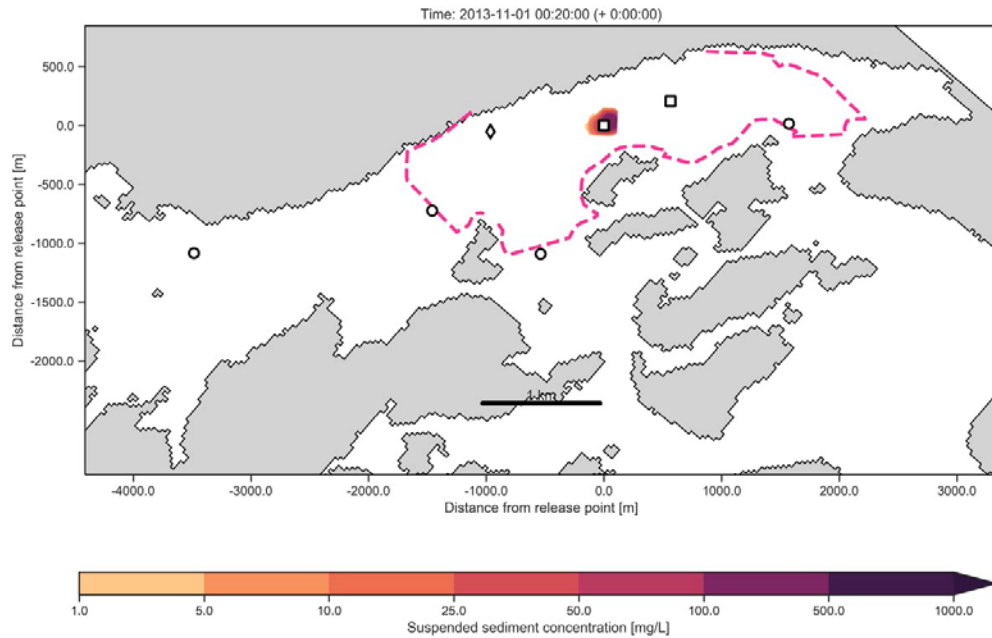 Time: 2013-11-01 00:20:00 (+ 0:00:00)
500.0
0.0
-500.0
-1000.0
-1500.0
-2000.0
Distance from release point [m]
1 km
-4000.0 -3000.0 -2000.0 -1000.0 0.0 1000.0 2000.0 3000.0
Distance from release point [m]
1.0 5.0 10.0 25.0 50.0 100.0 500.0 1000.0
Suspended sediment concentration [mg/L]